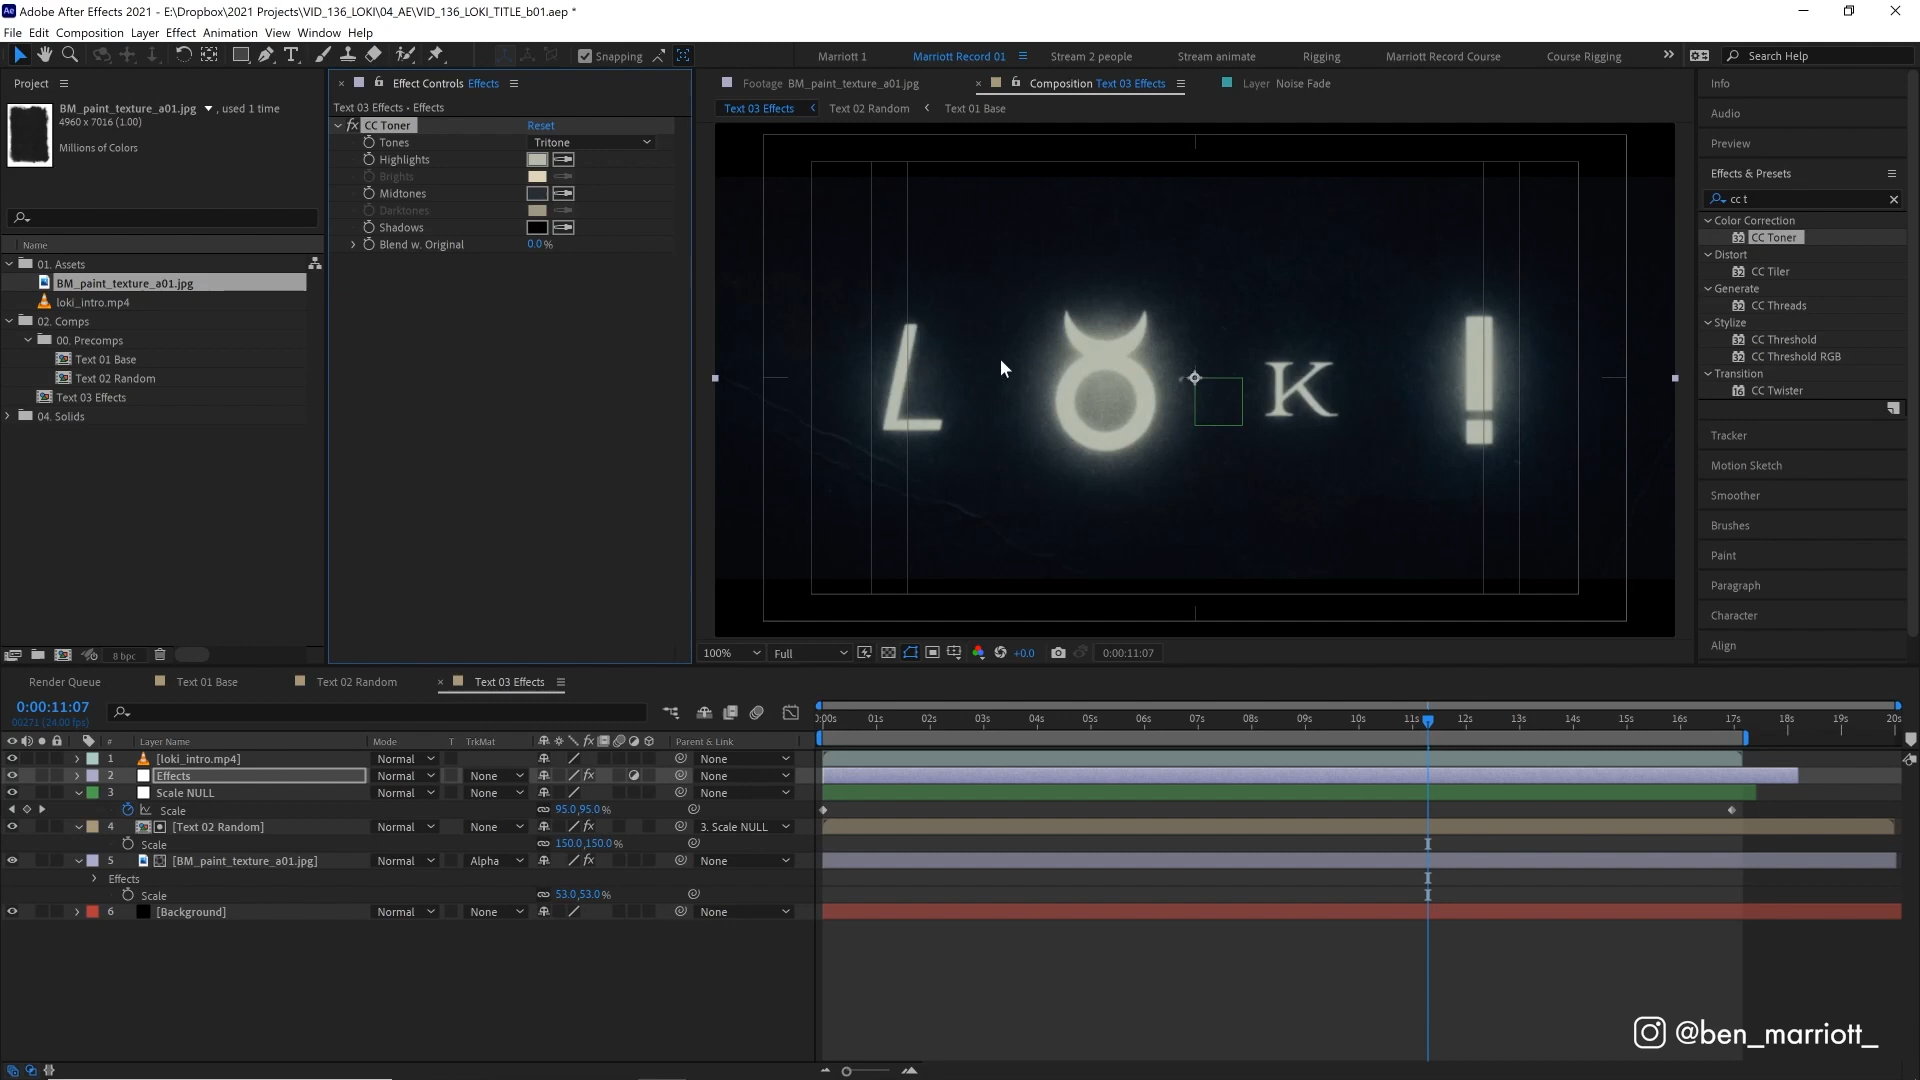 Adobe After Effects 2021 - E:\Dropbox\2021 Projects\VID_136_LOKI\04_AE\VID_136_LOKI_TITLE_b01.aep *
File Edit Composition Layer Effect Animation View Window Help
Snapping Marriott 1 Marriott Record 01 Stream 2 people Stream animate Rigging Marriott Record Course Course Rigging Search Help
Project
BM_paint_texture_a01.jpg , used 1 time
4960 x 7016 (1.00)
Millions of Colors
Name
01. Assets
BM_paint_texture_a01.jpg
loki_intro.mp4
02. Comps
00. Precomps
Text 01 Base
Text 02 Random
Text 03 Effects
04. Solids
8 bpc
Effect Controls Effects
Text 03 Effects • Effects
fx CC Toner Reset
Tones Tritone
Highlights
Brights
Midtones
Darktones
Shadows
Blend w. Original 0.0 %
Footage BM_paint_texture_a01.jpg Composition Text 03 Effects Layer Noise Fade
Text 03 Effects Text 02 Random Text 01 Base
L O K !
100% Full +0.0 0:00:11:07
Info
Audio
Preview
Effects & Presets
cc t
Color Correction
CC Toner
Distort
CC Tiler
Generate
CC Threads
Stylize
CC Threshold
CC Threshold RGB
Transition
CC Twister
Tracker
Motion Sketch
Smoother
Brushes
Paint
Paragraph
Character
Align
Render Queue Text 01 Base Text 02 Random Text 03 Effects
0:00:11:07
00271 (24.00 fps)
0:00s 01s 02s 03s 04s 05s 06s 07s 08s 09s 10s 11s 12s 13s 14s 15s 16s 17s 18s 19s 20s
# Layer Name Mode T TrkMat Parent & Link
1 [loki_intro.mp4] Normal None
2 Effects Normal None None
3 Scale NULL Normal None None
Scale 95.0,95.0 %
4 [Text 02 Random] Normal None 3. Scale NULL
Scale 150.0,150.0 %
5 [BM_paint_texture_a01.jpg] Normal Alpha None
Effects
Scale 53.0,53.0 %
6 [Background] Normal None None
@ben_marriott_